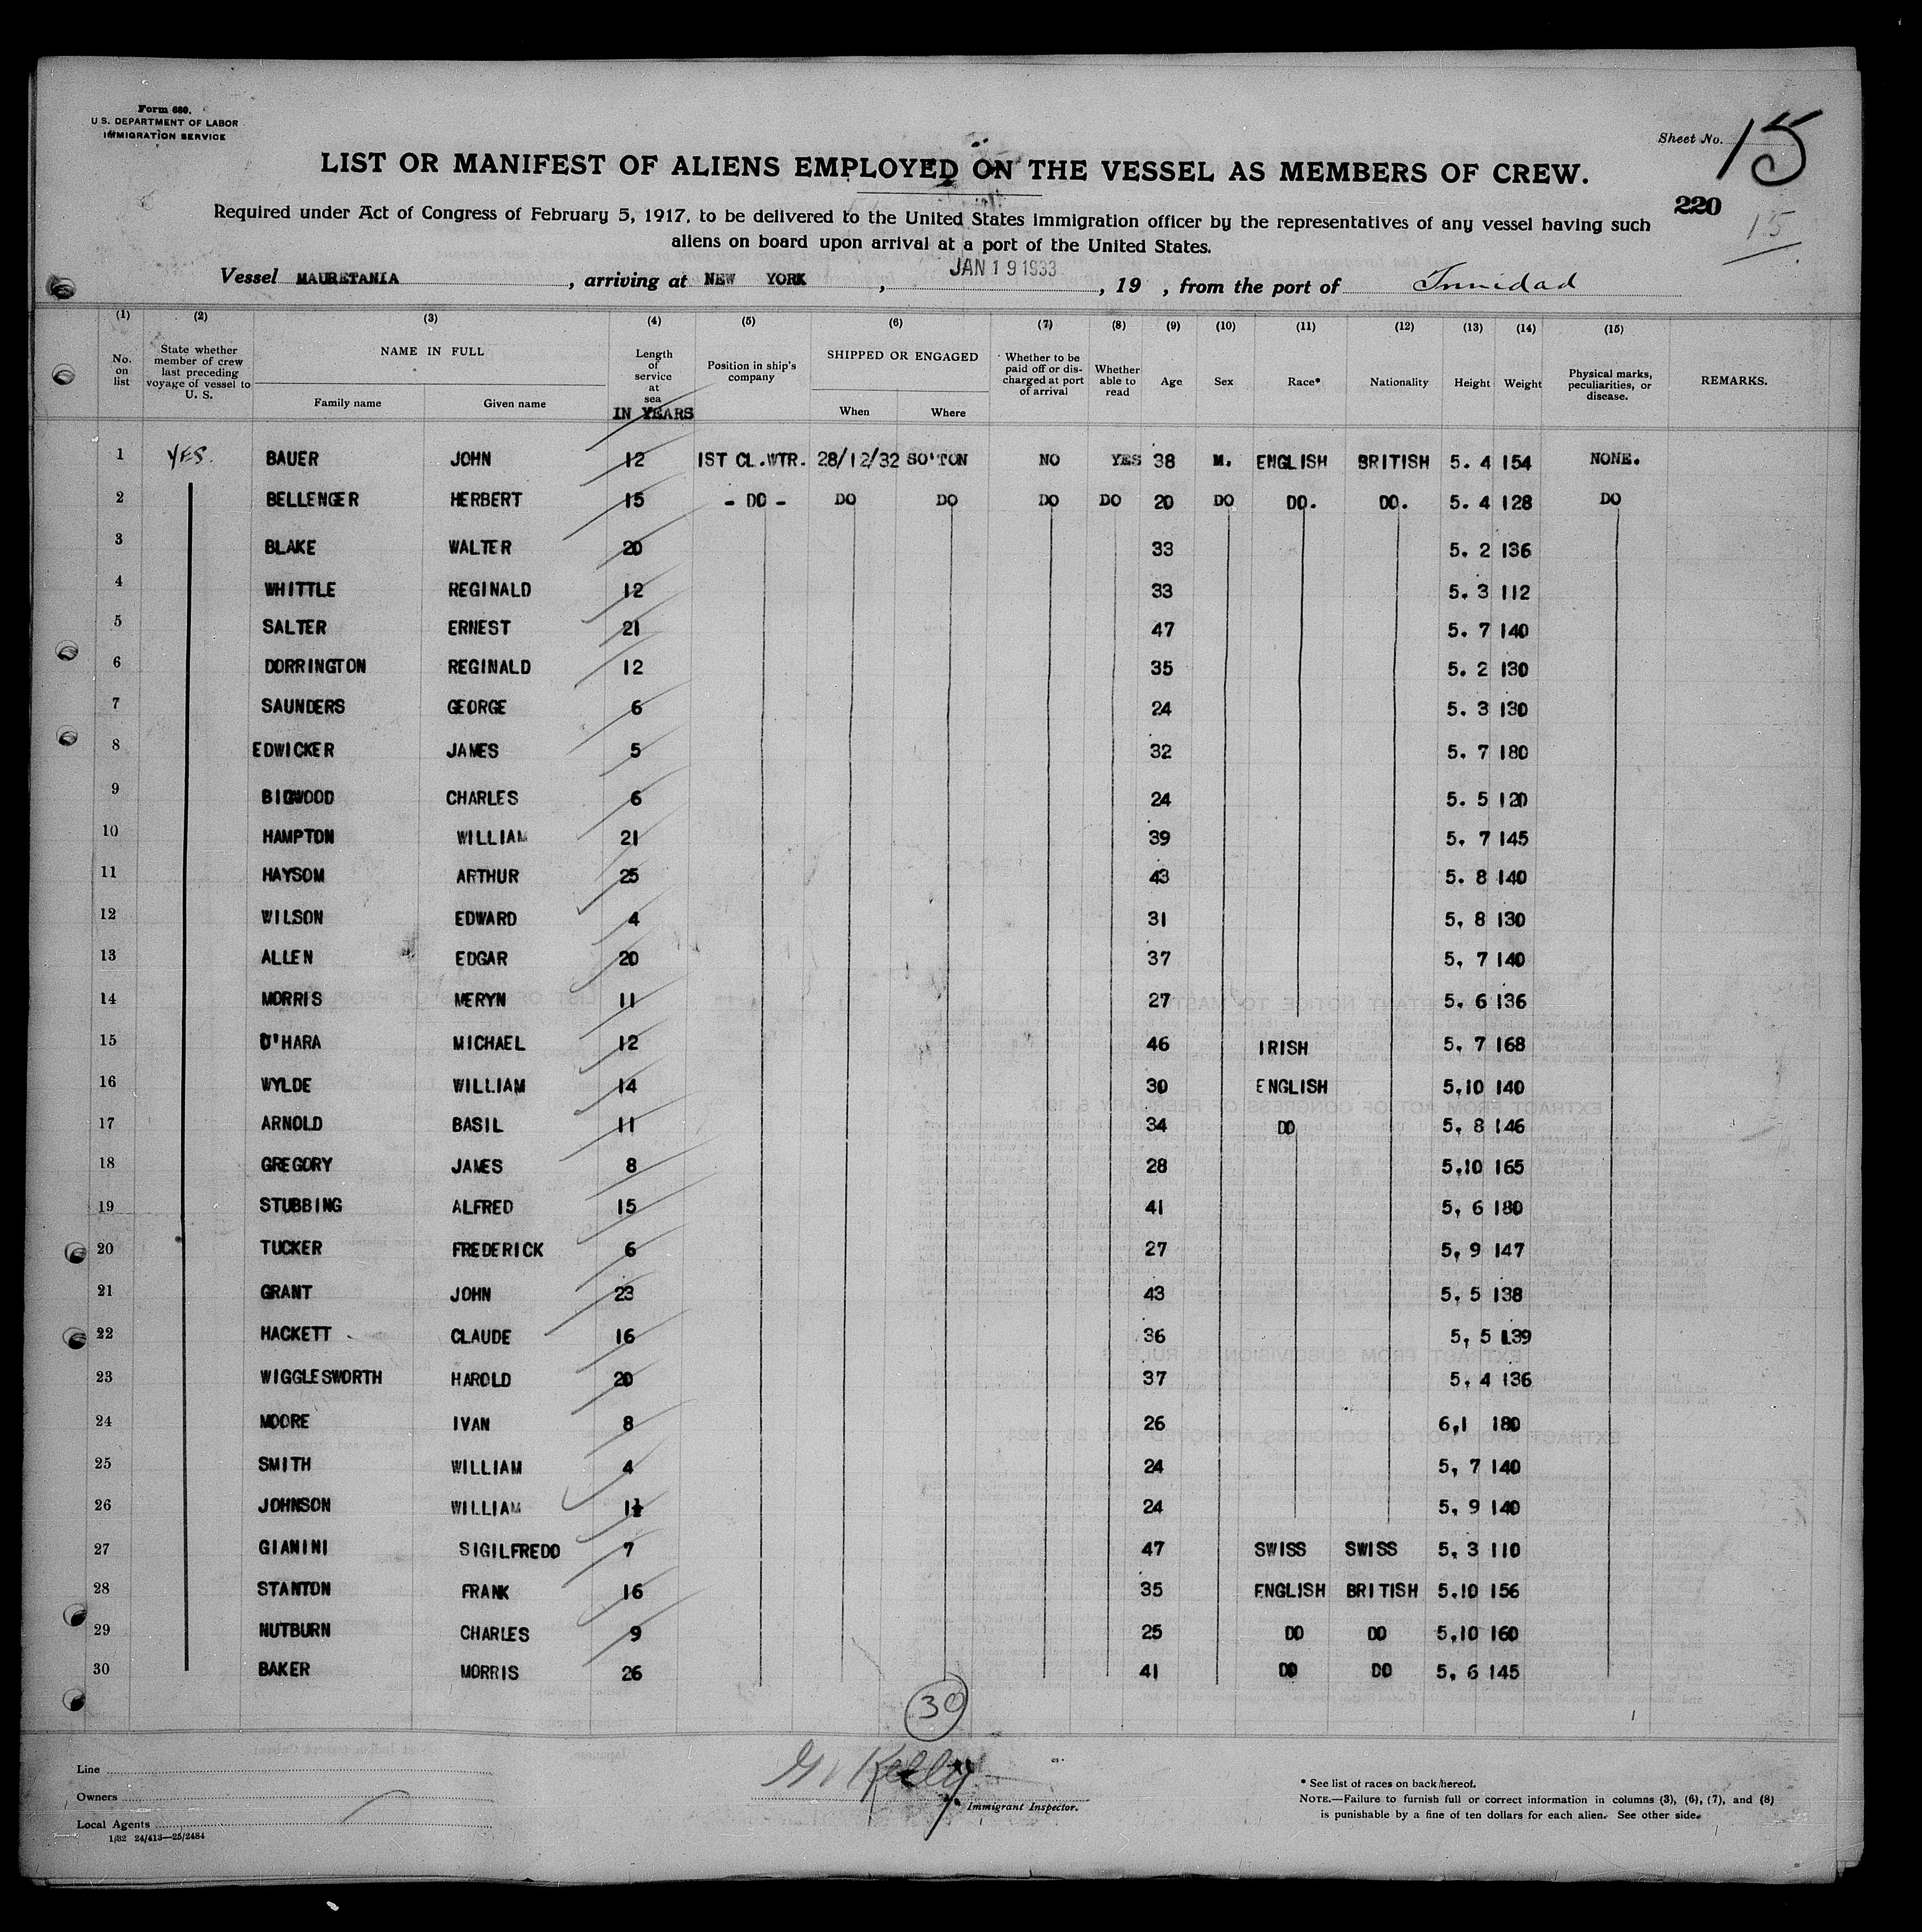 Form 680.
U. S. DEPARTMENT OF LABOR
IMMIGRATION SERVICE
Sheet No. 15
LIST OR MANIFEST OF ALIENS EMPLOYED ON THE VESSEL AS MEMBERS OF CREW.
220
15
Required under Act of Congress of February 5, 1917, to be delivered to the United States immigration officer by the representatives of any vessel having such
aliens on board upon arrival at a port of the United States.
Vessel MAURETANIA, arriving at NEW YORK, JAN 19 1933, 19 , from the port of Trinidad
(1) (2) (3) (4) (5) (6) (7) (8) (9) (10) (11) (12) (13) (14) (15)
No. on list
State whether member of crew last preceding voyage of vessel to U. S.
NAME IN FULL
Family name Given name
Length of service at sea
IN YEARS
Position in ship's company
SHIPPED OR ENGAGED
When Where
Whether to be paid off or discharged at port of arrival
Whether able to read
Age Sex Race* Nationality Height Weight
Physical marks, peculiarities, or disease.
REMARKS.
1 YES. BAUER JOHN 12 1ST CL.WTR. 28/12/32 SO'TON NO YES 38 M. ENGLISH BRITISH 5. 4 154 NONE.
2 BELLENGER HERBERT 15 - DO - DO DO DO DO 20 DO DO. DO. 5. 4 128 DO
3 BLAKE WALTER 20 33 5. 2 136
4 WHITTLE REGINALD 12 33 5. 3 112
5 SALTER ERNEST 21 47 5. 7 140
6 DORRINGTON REGINALD 12 35 5. 2 130
7 SAUNDERS GEORGE 6 24 5. 3 130
8 EDWICKER JAMES 5 32 5. 7 180
9 BIGWOOD CHARLES 6 24 5. 5 120
10 HAMPTON WILLIAM 21 39 5. 7 145
11 HAYSOM ARTHUR 25 43 5. 8 140
12 WILSON EDWARD 4 31 5, 8 130
13 ALLEN EDGAR 20 37 5, 7 140
14 MORRIS MERYN 11 27 5. 6 136
15 O'HARA MICHAEL 12 46 IRISH 5, 7 168
16 WYLDE WILLIAM 14 30 ENGLISH 5,10 140
17 ARNOLD BASIL 11 34 DO 5, 8 146
18 GREGORY JAMES 8 28 5,10 165
19 STUBBING ALFRED 15 41 5, 6 180
20 TUCKER FREDERICK 6 27 5, 9 147
21 GRANT JOHN 23 43 5, 5 138
22 HACKETT CLAUDE 16 36 5, 5 139
23 WIGGLESWORTH HAROLD 20 37 5, 4 136
24 MOORE IVAN 8 26 6,1 180
25 SMITH WILLIAM 4 24 5, 7 140
26 JOHNSON WILLIAM 24 5, 9 140
27 GIANINI SIGILFREDO 7 47 SWISS SWISS 5, 3 110
28 STANTON FRANK 16 35 ENGLISH BRITISH 5.10 156
29 NUTBURN CHARLES 9 25 DO DO 5,10 160
30 BAKER MORRIS 26 41 DO DO 5, 6 145
30
Line
Owners
Local Agents
1/32 24/413—25/2484
Kelly
Immigrant Inspector.
* See list of races on back hereof.
NOTE.—Failure to furnish full or correct information in columns (3), (6), (7), and (8)
is punishable by a fine of ten dollars for each alien. See other side.